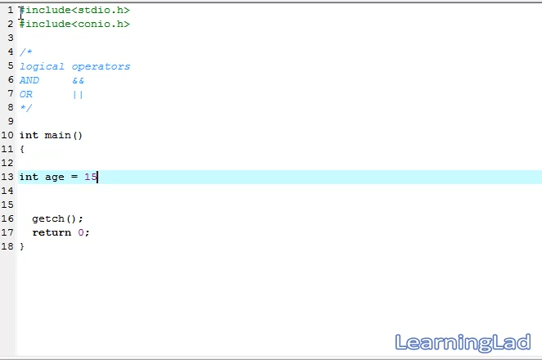 1 #include<stdio.h>
2 #include<conio.h>
3
4 /*
5 logical operators
6 AND &&
7 OR ||
8 */
9
10 int main()
11 {
12
13 int age = 15
14
15
16 getch();
17 return 0;
18 }
LearningLad